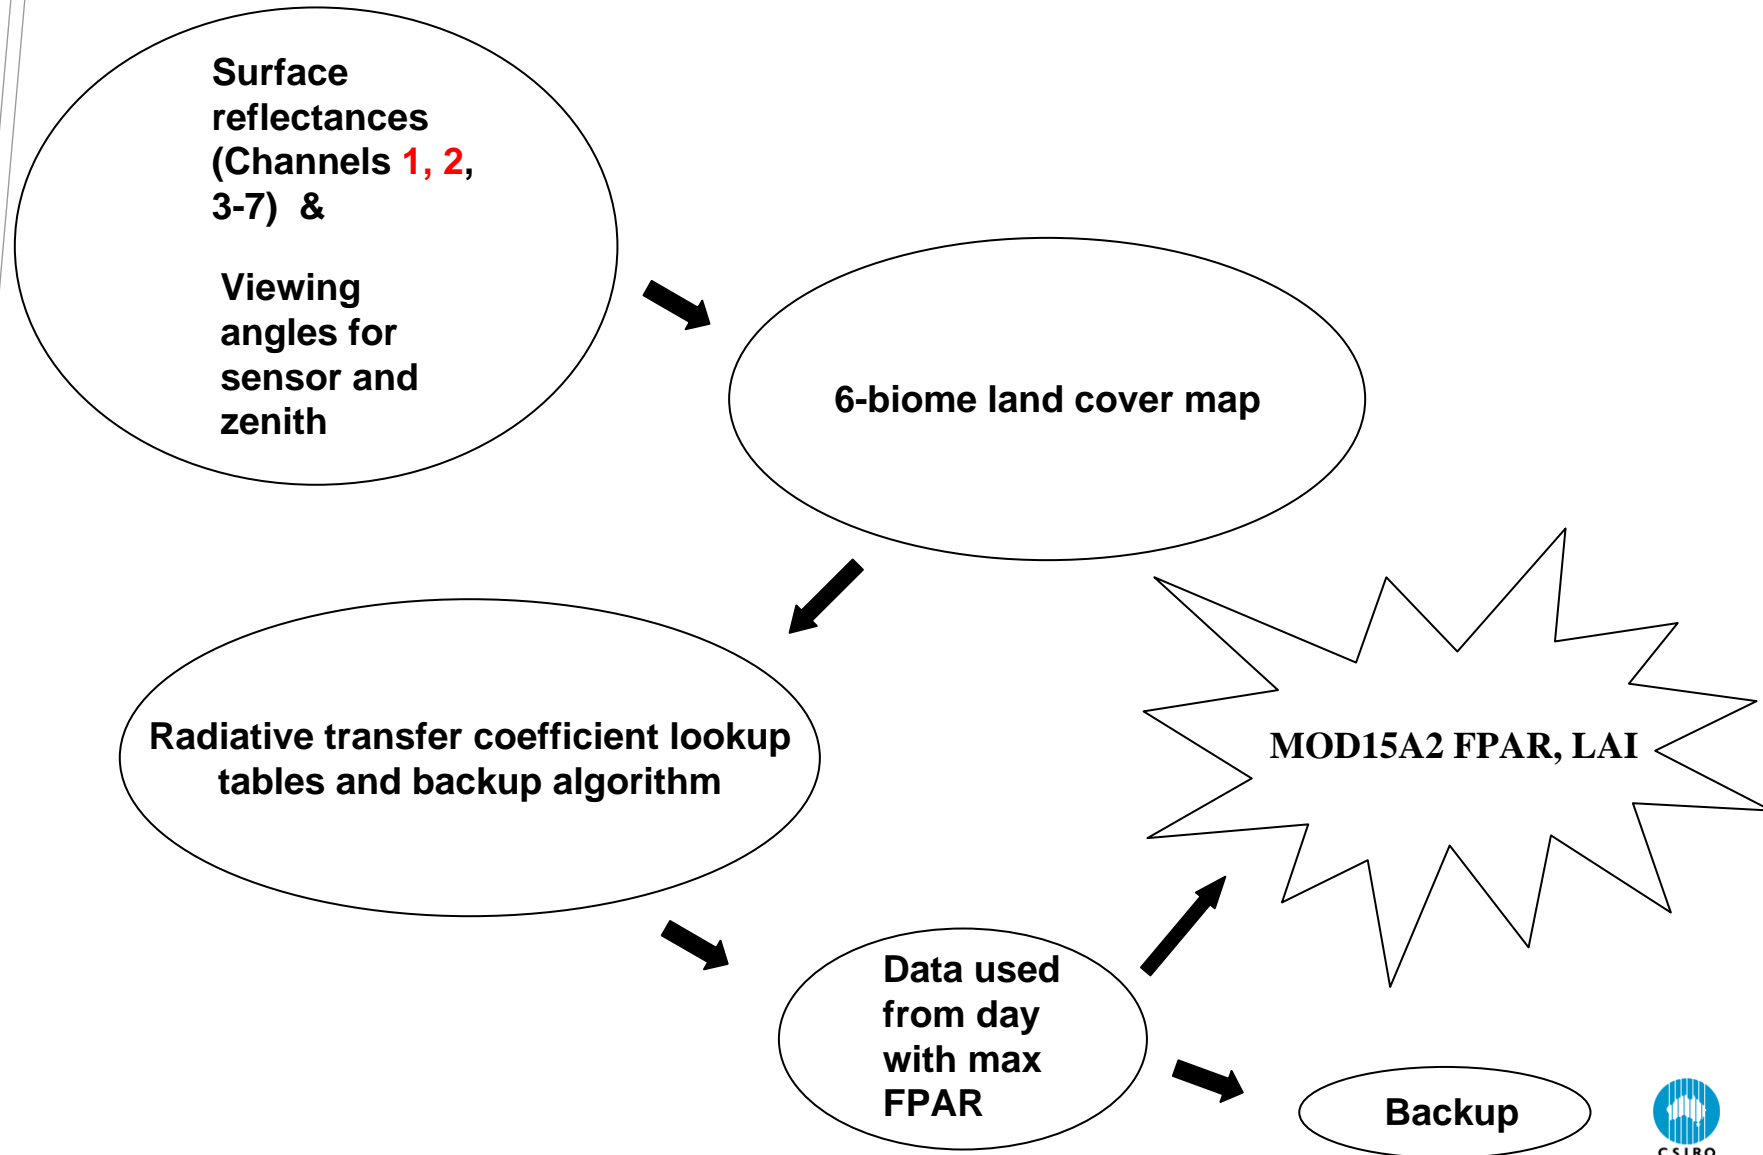 Surface
reflectances
(Channels 1, 2,
3-7) &
Viewing
angles for
sensor and
zenith
6-biome land cover map
Radiative transfer coefficient lookup
tables and backup algorithm
MOD15A2 FPAR, LAI
Data used
from day
with max
FPAR
Backup
CSIRO